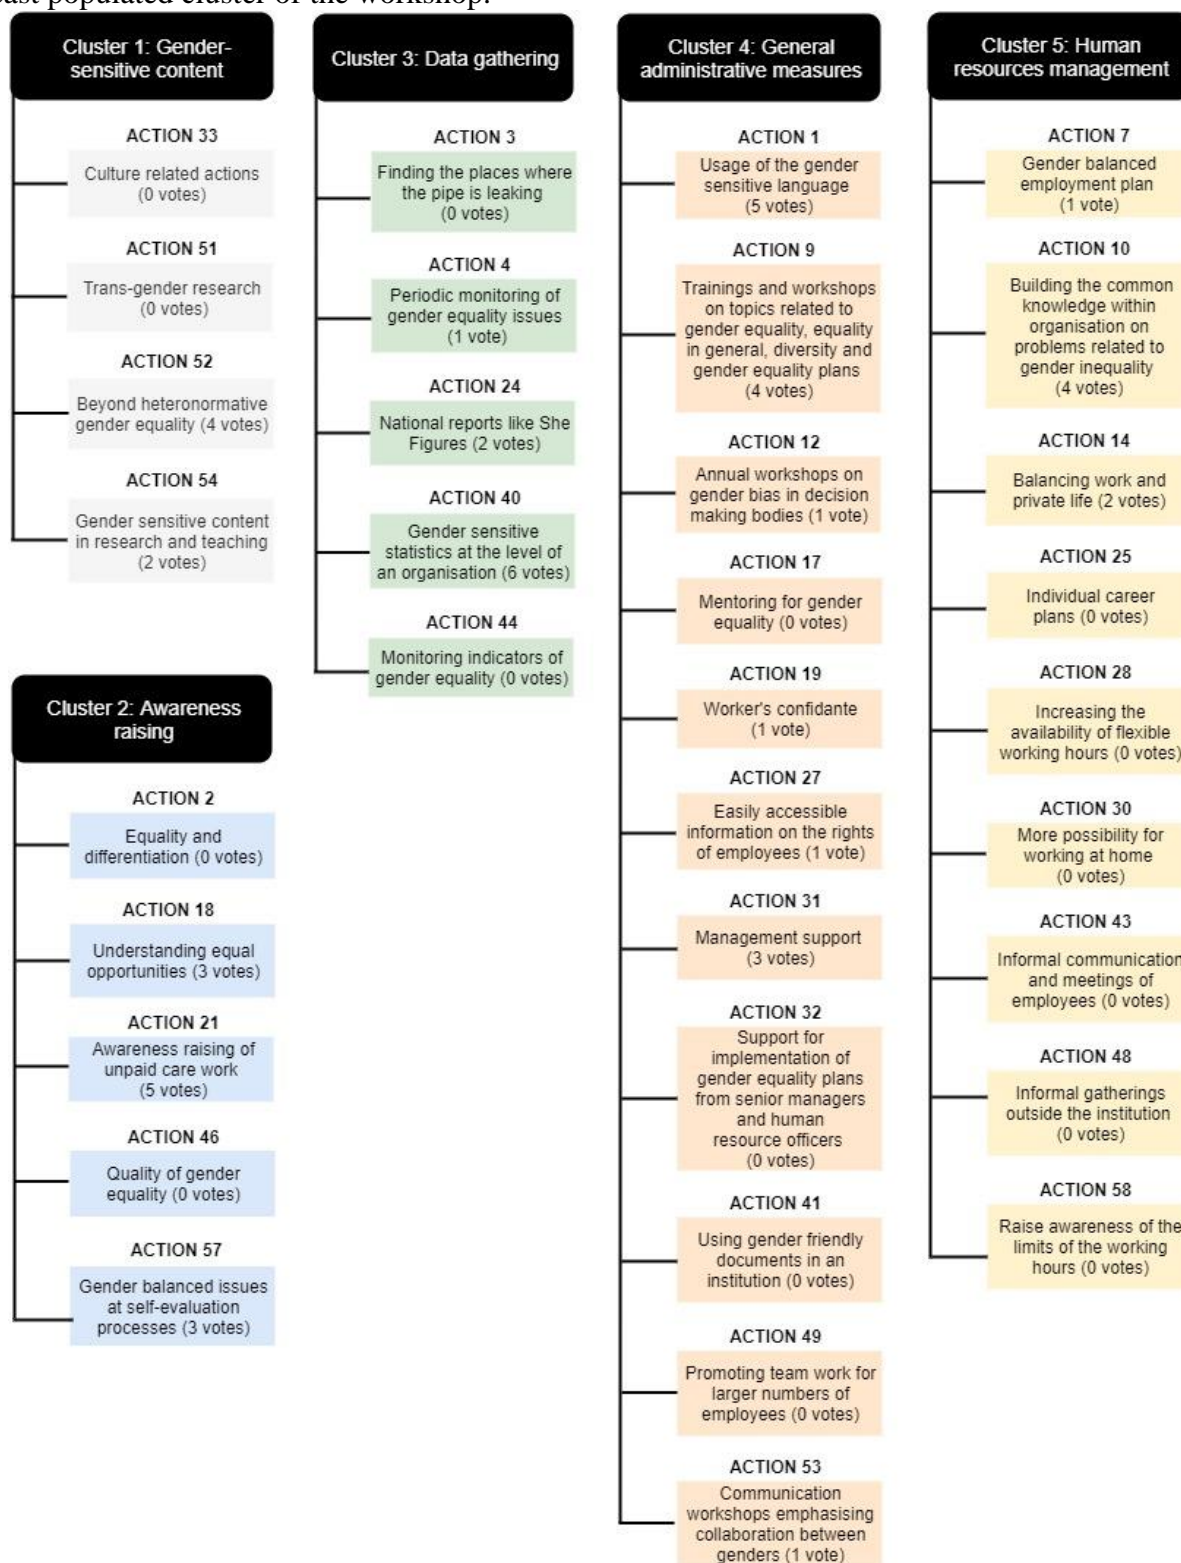 ast populated cluster of the workshop.
Cluster 1: Gender-
sensitive content
ACTION 33
Culture related actions
(0 votes)
ACTION 51
Trans-gender research
(0 votes)
ACTION 52
Beyond heteronormative
gender equality (4 votes)
ACTION 54
Gender sensitive content
in research and teaching
(2 votes)
Cluster 2: Awareness
raising
ACTION 2
Equality and
differentiation (0 votes)
ACTION 18
Understanding equal
opportunities (3 votes)
ACTION 21
Awareness raising of
unpaid care work
(5 votes)
ACTION 46
Quality of gender
equality (0 votes)
ACTION 57
Gender balanced issues
at self-evaluation
processes (3 votes)
Cluster 3: Data gathering
ACTION 3
Finding the places where
the pipe is leaking
(0 votes)
ACTION 4
Periodic monitoring of
gender equality issues
(1 vote)
ACTION 24
National reports like She
Figures (2 votes)
ACTION 40
Gender sensitive
statistics at the level of
an organisation (6 votes)
ACTION 44
Monitoring indicators of
gender equality (0 votes)
Cluster 4: General
administrative measures
ACTION 1
Usage of the gender
sensitive language
(5 votes)
ACTION 9
Trainings and workshops
on topics related to
gender equality, equality
in general, diversity and
gender equality plans
(4 votes)
ACTION 12
Annual workshops on
gender bias in decision
making bodies (1 vote)
ACTION 17
Mentoring for gender
equality (0 votes)
ACTION 19
Worker's confidante
(1 vote)
ACTION 27
Easily accessible
information on the rights
of employees (1 vote)
ACTION 31
Management support
(3 votes)
ACTION 32
Support for
implementation of
gender equality plans
from senior managers
and human
resource officers
(0 votes)
ACTION 41
Using gender friendly
documents in an
institution (0 votes)
ACTION 49
Promoting team work for
larger numbers of
employees (0 votes)
ACTION 53
Communication
workshops emphasising
collaboration between
genders (1 vote)
Cluster 5: Human
resources management
ACTION 7
Gender balanced
employment plan
(1 vote)
ACTION 10
Building the common
knowledge within
organisation on
problems related to
gender inequality
(4 votes)
ACTION 14
Balancing work and
private life (2 votes)
ACTION 25
Individual career
plans (0 votes)
ACTION 28
Increasing the
availability of flexible
working hours (0 votes)
ACTION 30
More possibility for
working at home
(0 votes)
ACTION 43
Informal communication
and meetings of
employees (0 votes)
ACTION 48
Informal gatherings
outside the institution
(0 votes)
ACTION 58
Raise awareness of the
limits of the working
hours (0 votes)